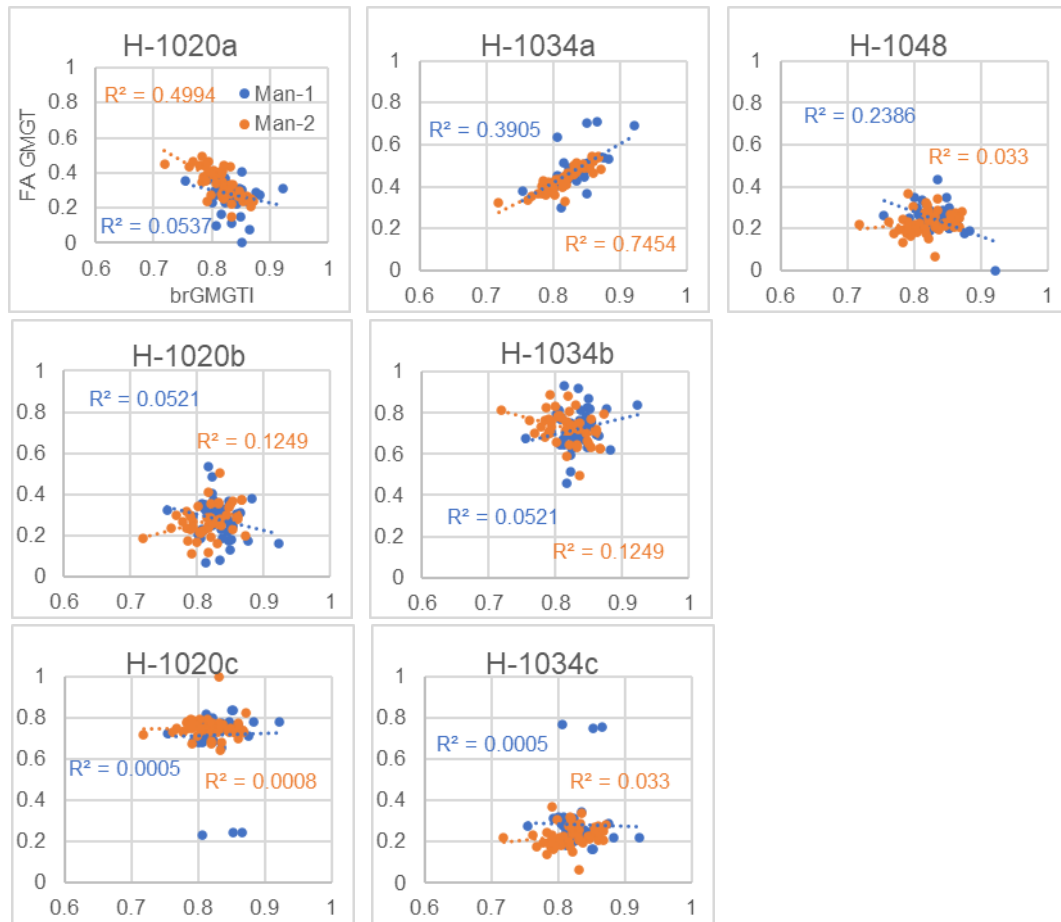 H-1020a
1
0.8
0.6
0.4
0.2
0
FA GMGT
R² = 0.4994
Man-1
Man-2
R² = 0.0537
0.6 0.7 0.8 0.9 1
brGMGTI
H-1034a
1
0.8
0.6
0.4
0.2
0
R² = 0.3905
R² = 0.7454
0.6 0.7 0.8 0.9 1
H-1048
1
0.8
0.6
0.4
0.2
0
R² = 0.2386
R² = 0.033
0.6 0.7 0.8 0.9 1
H-1020b
1
0.8
0.6
0.4
0.2
0
R² = 0.0521
R² = 0.1249
0.6 0.7 0.8 0.9 1
H-1034b
1
0.8
0.6
0.4
0.2
0
R² = 0.0521
R² = 0.1249
0.6 0.7 0.8 0.9 1
H-1020c
1
0.8
0.6
0.4
0.2
0
R² = 0.0005
R² = 0.0008
0.6 0.7 0.8 0.9 1
H-1034c
1
0.8
0.6
0.4
0.2
0
R² = 0.0005
R² = 0.033
0.6 0.7 0.8 0.9 1